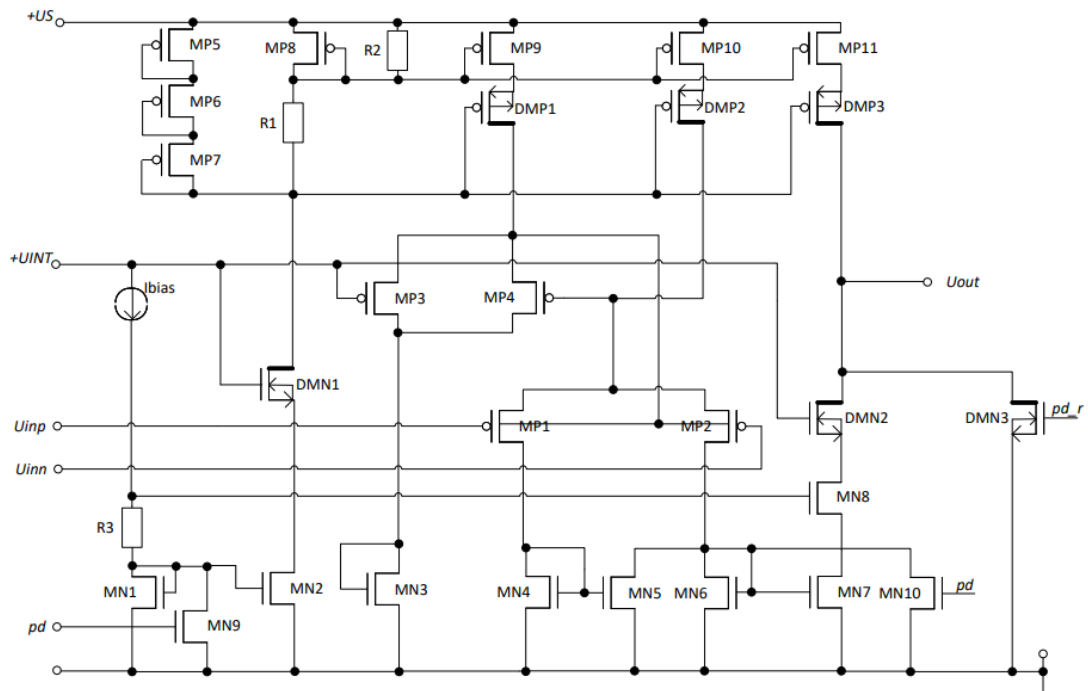 +US
MP5
MP8
R2
MP9
MP10
MP11
MP6
DMP1
DMP2
DMP3
R1
MP7
+UINT
Ibias
MP3
MP4
Uout
DMN1
Uinp
MP1
MP2
DMN2
DMN3
pd_r
Uinn
MN8
R3
MN1
MN2
MN3
MN4
MN5
MN6
MN7
MN10
pd
pd
MN9